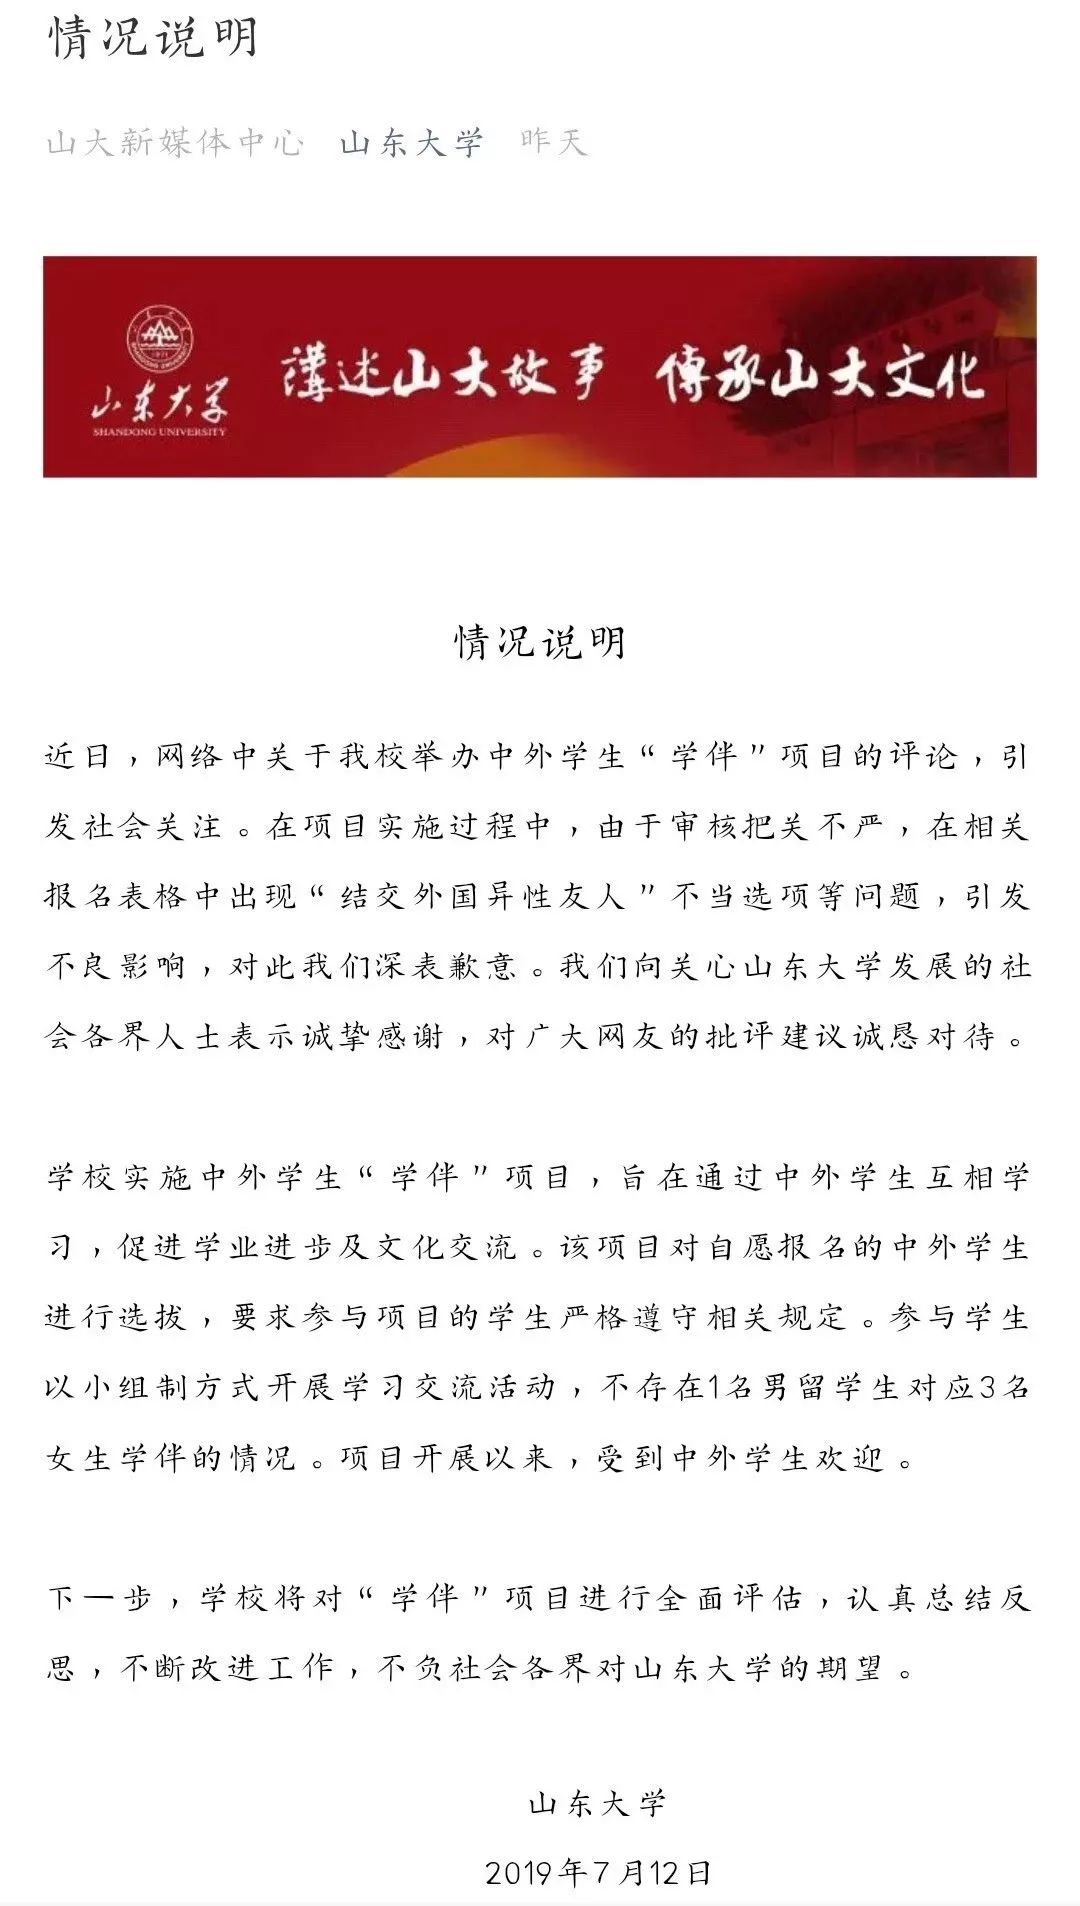 情况说明
山大新媒体中心 山东大学 昨天
山东大学
SHANDONG UNIVERSITY
講述山大故事 傳承山大文化
情况说明
近日，网络中关于我校举办中外学生“学伴”项目的评论，引
发社会关注。在项目实施过程中，由于审核把关不严，在相关
报名表格中出现“结交外国异性友人”不当选项等问题，引发
不良影响，对此我们深表歉意。我们向关心山东大学发展的社
会各界人士表示诚挚感谢，对广大网友的批评建议诚恳对待。
学校实施中外学生“学伴”项目，旨在通过中外学生互相学
习，促进学业进步及文化交流。该项目对自愿报名的中外学生
进行选拔，要求参与项目的学生严格遵守相关规定。参与学生
以小组制方式开展学习交流活动，不存在1名男留学生对应3名
女生学伴的情况。项目开展以来，受到中外学生欢迎。
下一步，学校将对“学伴”项目进行全面评估，认真总结反
思，不断改进工作，不负社会各界对山东大学的期望。
山东大学
2019年7月12日